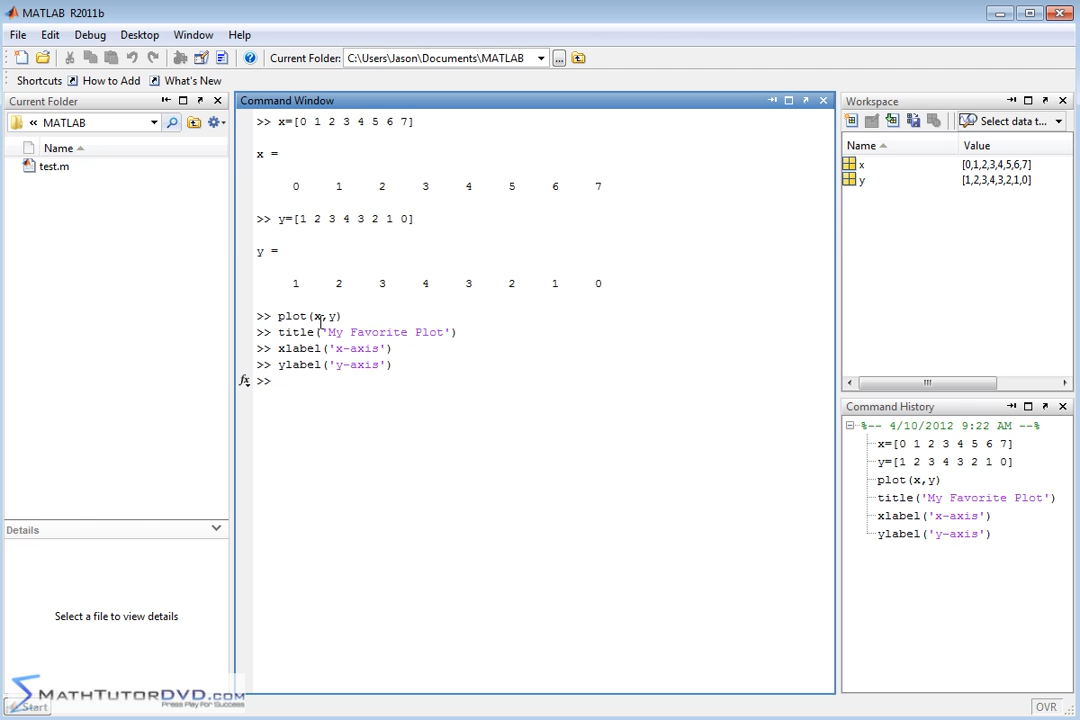 MATLAB R2011b
File Edit Debug Desktop Window Help
Current Folder: C:\Users\Jason\Documents\MATLAB ...
Shortcuts How to Add What's New
Current Folder
« MATLAB
Name
test.m
Details
Select a file to view details
Start
MATHTUTORDVD.COM
Press Play For Success
Command Window
>> x=[0 1 2 3 4 5 6 7]
x =
0 1 2 3 4 5 6 7
>> y=[1 2 3 4 3 2 1 0]
y =
1 2 3 4 3 2 1 0
>> plot(x,y)
>> title('My Favorite Plot')
>> xlabel('x-axis')
>> ylabel('y-axis')
fx >>
Workspace
Select data t...
Name Value
x [0,1,2,3,4,5,6,7]
y [1,2,3,4,3,2,1,0]
Command History
%-- 4/10/2012 9:22 AM --%
x=[0 1 2 3 4 5 6 7]
y=[1 2 3 4 3 2 1 0]
plot(x,y)
title('My Favorite Plot')
xlabel('x-axis')
ylabel('y-axis')
OVR